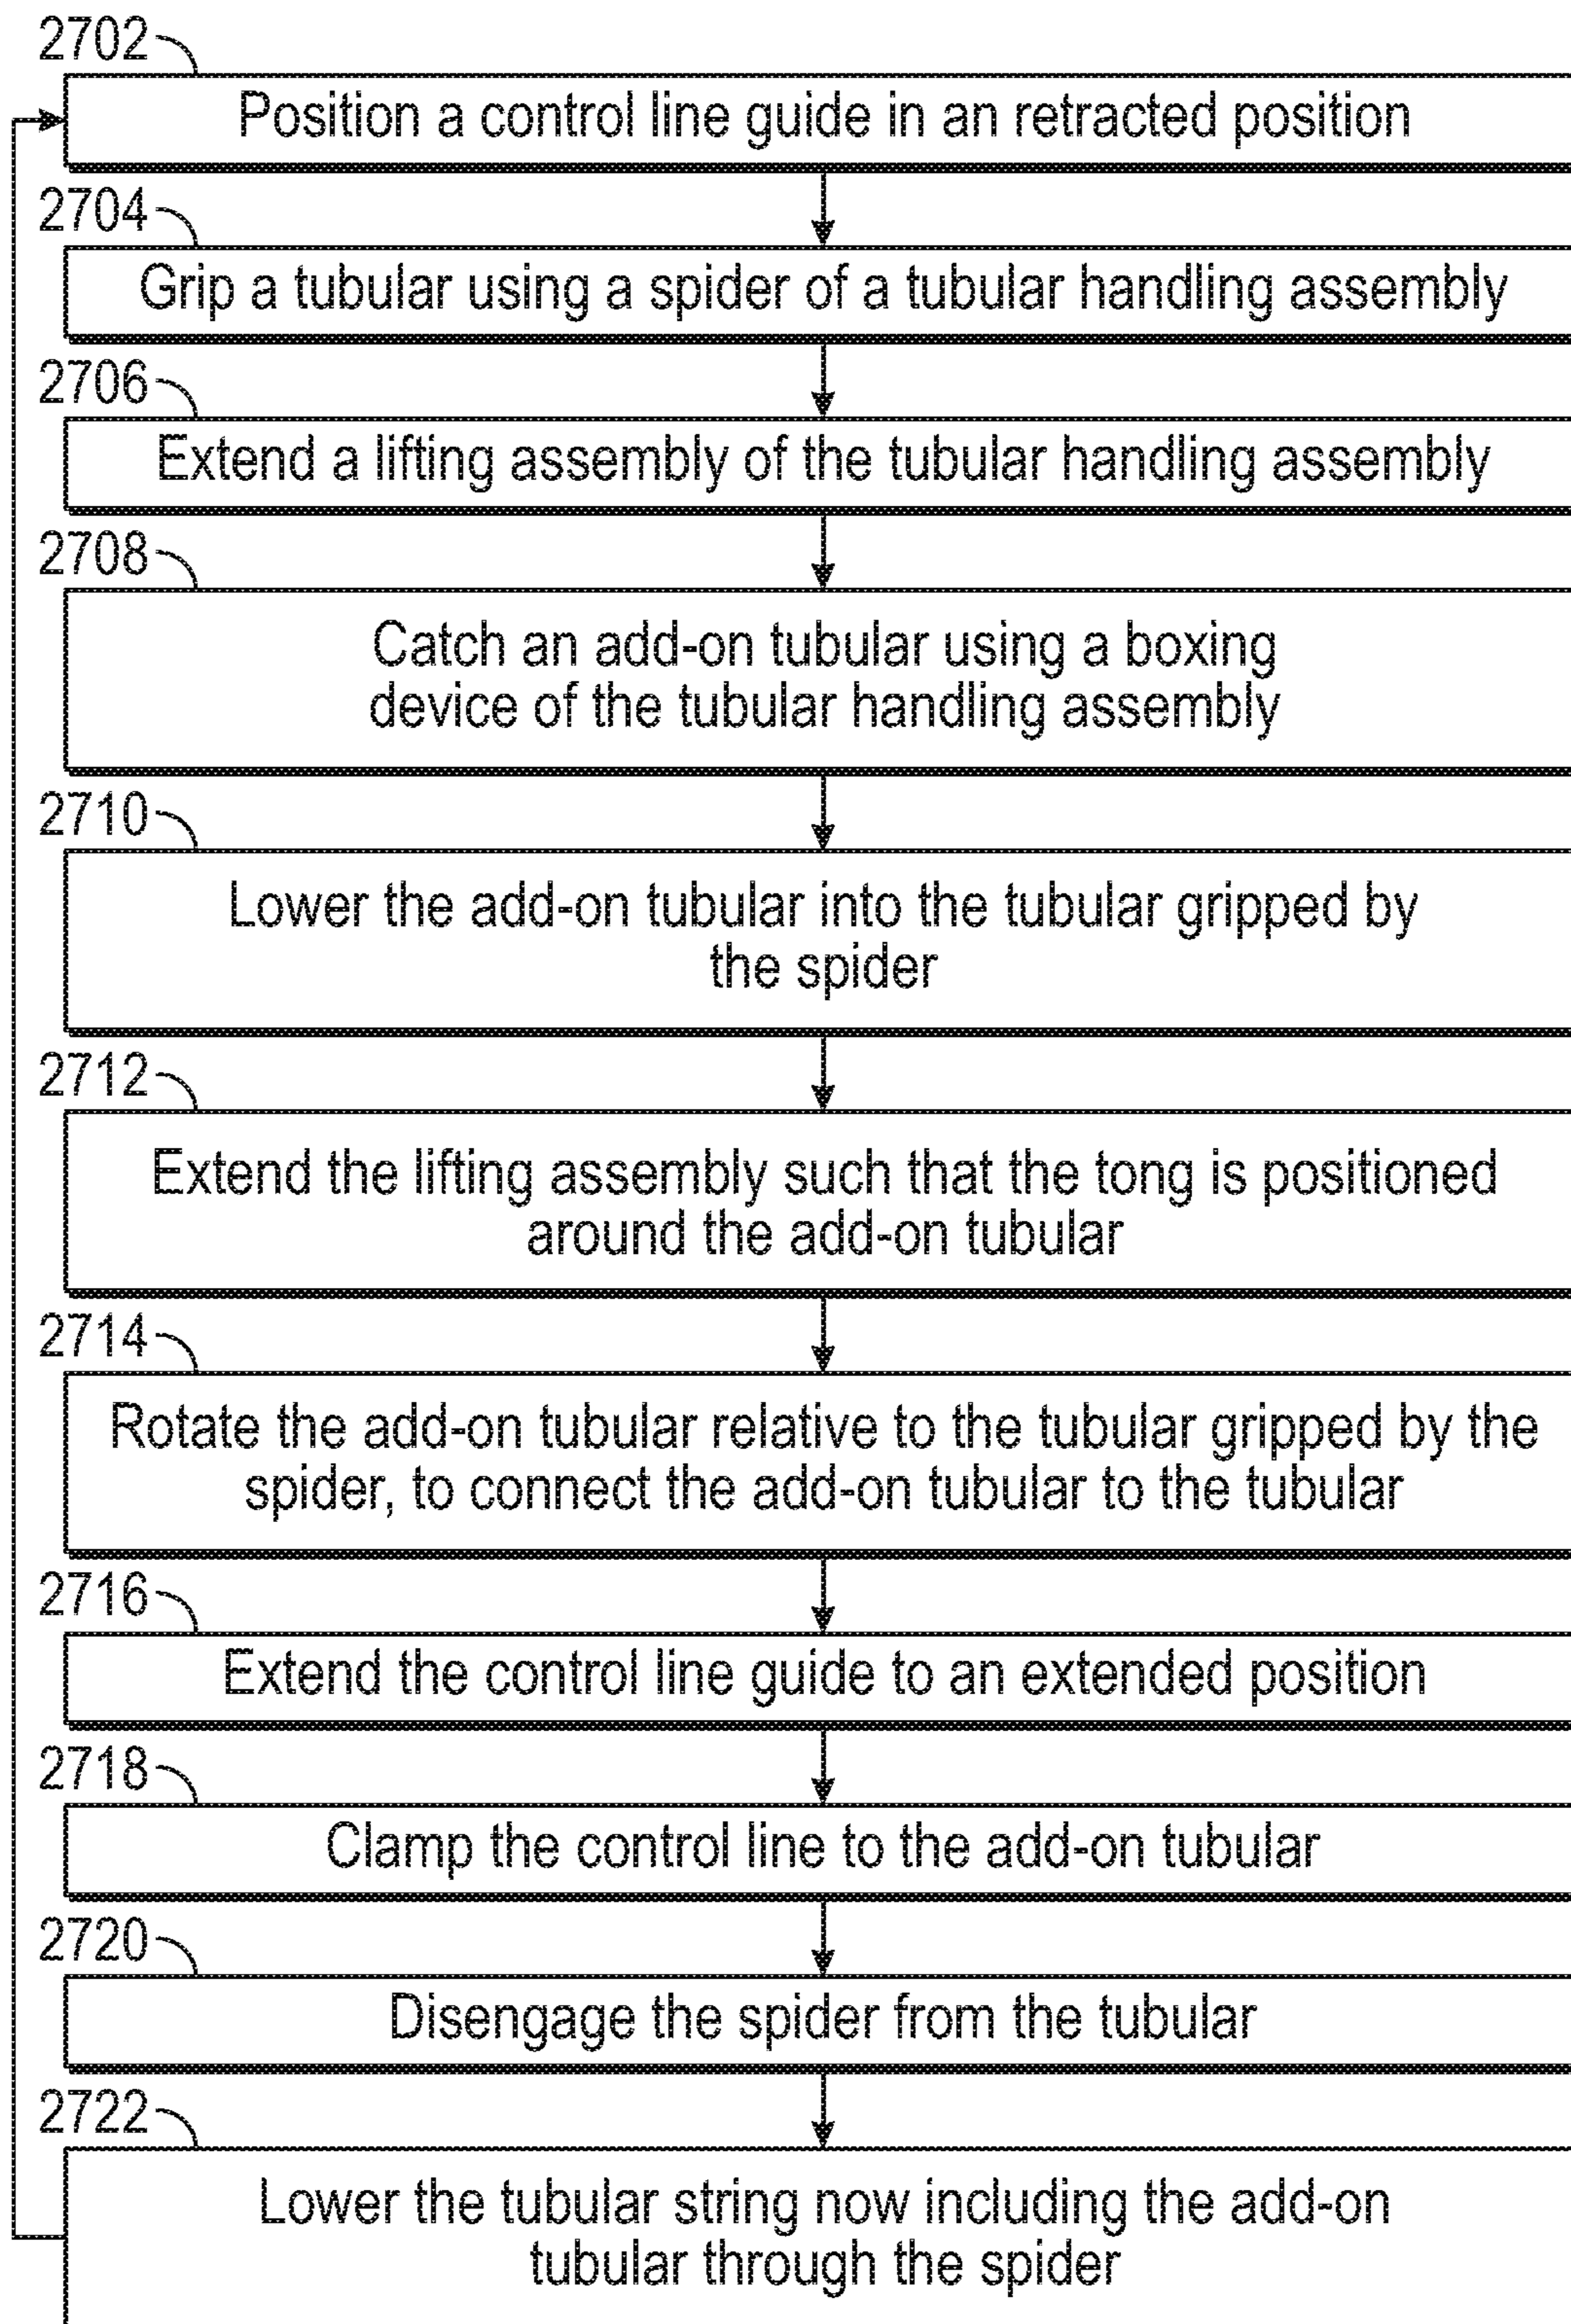 2702
Position a control line guide in an retracted position
2704
Grip a tubular using a spider of a tubular handling assembly
2706
Extend a lifting assembly of the tubular handling assembly
2708
Catch an add-on tubular using a boxing
device of the tubular handling assembly
2710
Lower the add-on tubular into the tubular gripped by
the spider
2712
Extend the lifting assembly such that the tong is positioned
around the add-on tubular
2714
Rotate the add-on tubular relative to the tubular gripped by the
spider, to connect the add-on tubular to the tubular
2716
Extend the control line guide to an extended position
2718
Clamp the control line to the add-on tubular
2720
Disengage the spider from the tubular
2722
Lower the tubular string now including the add-on
tubular through the spider